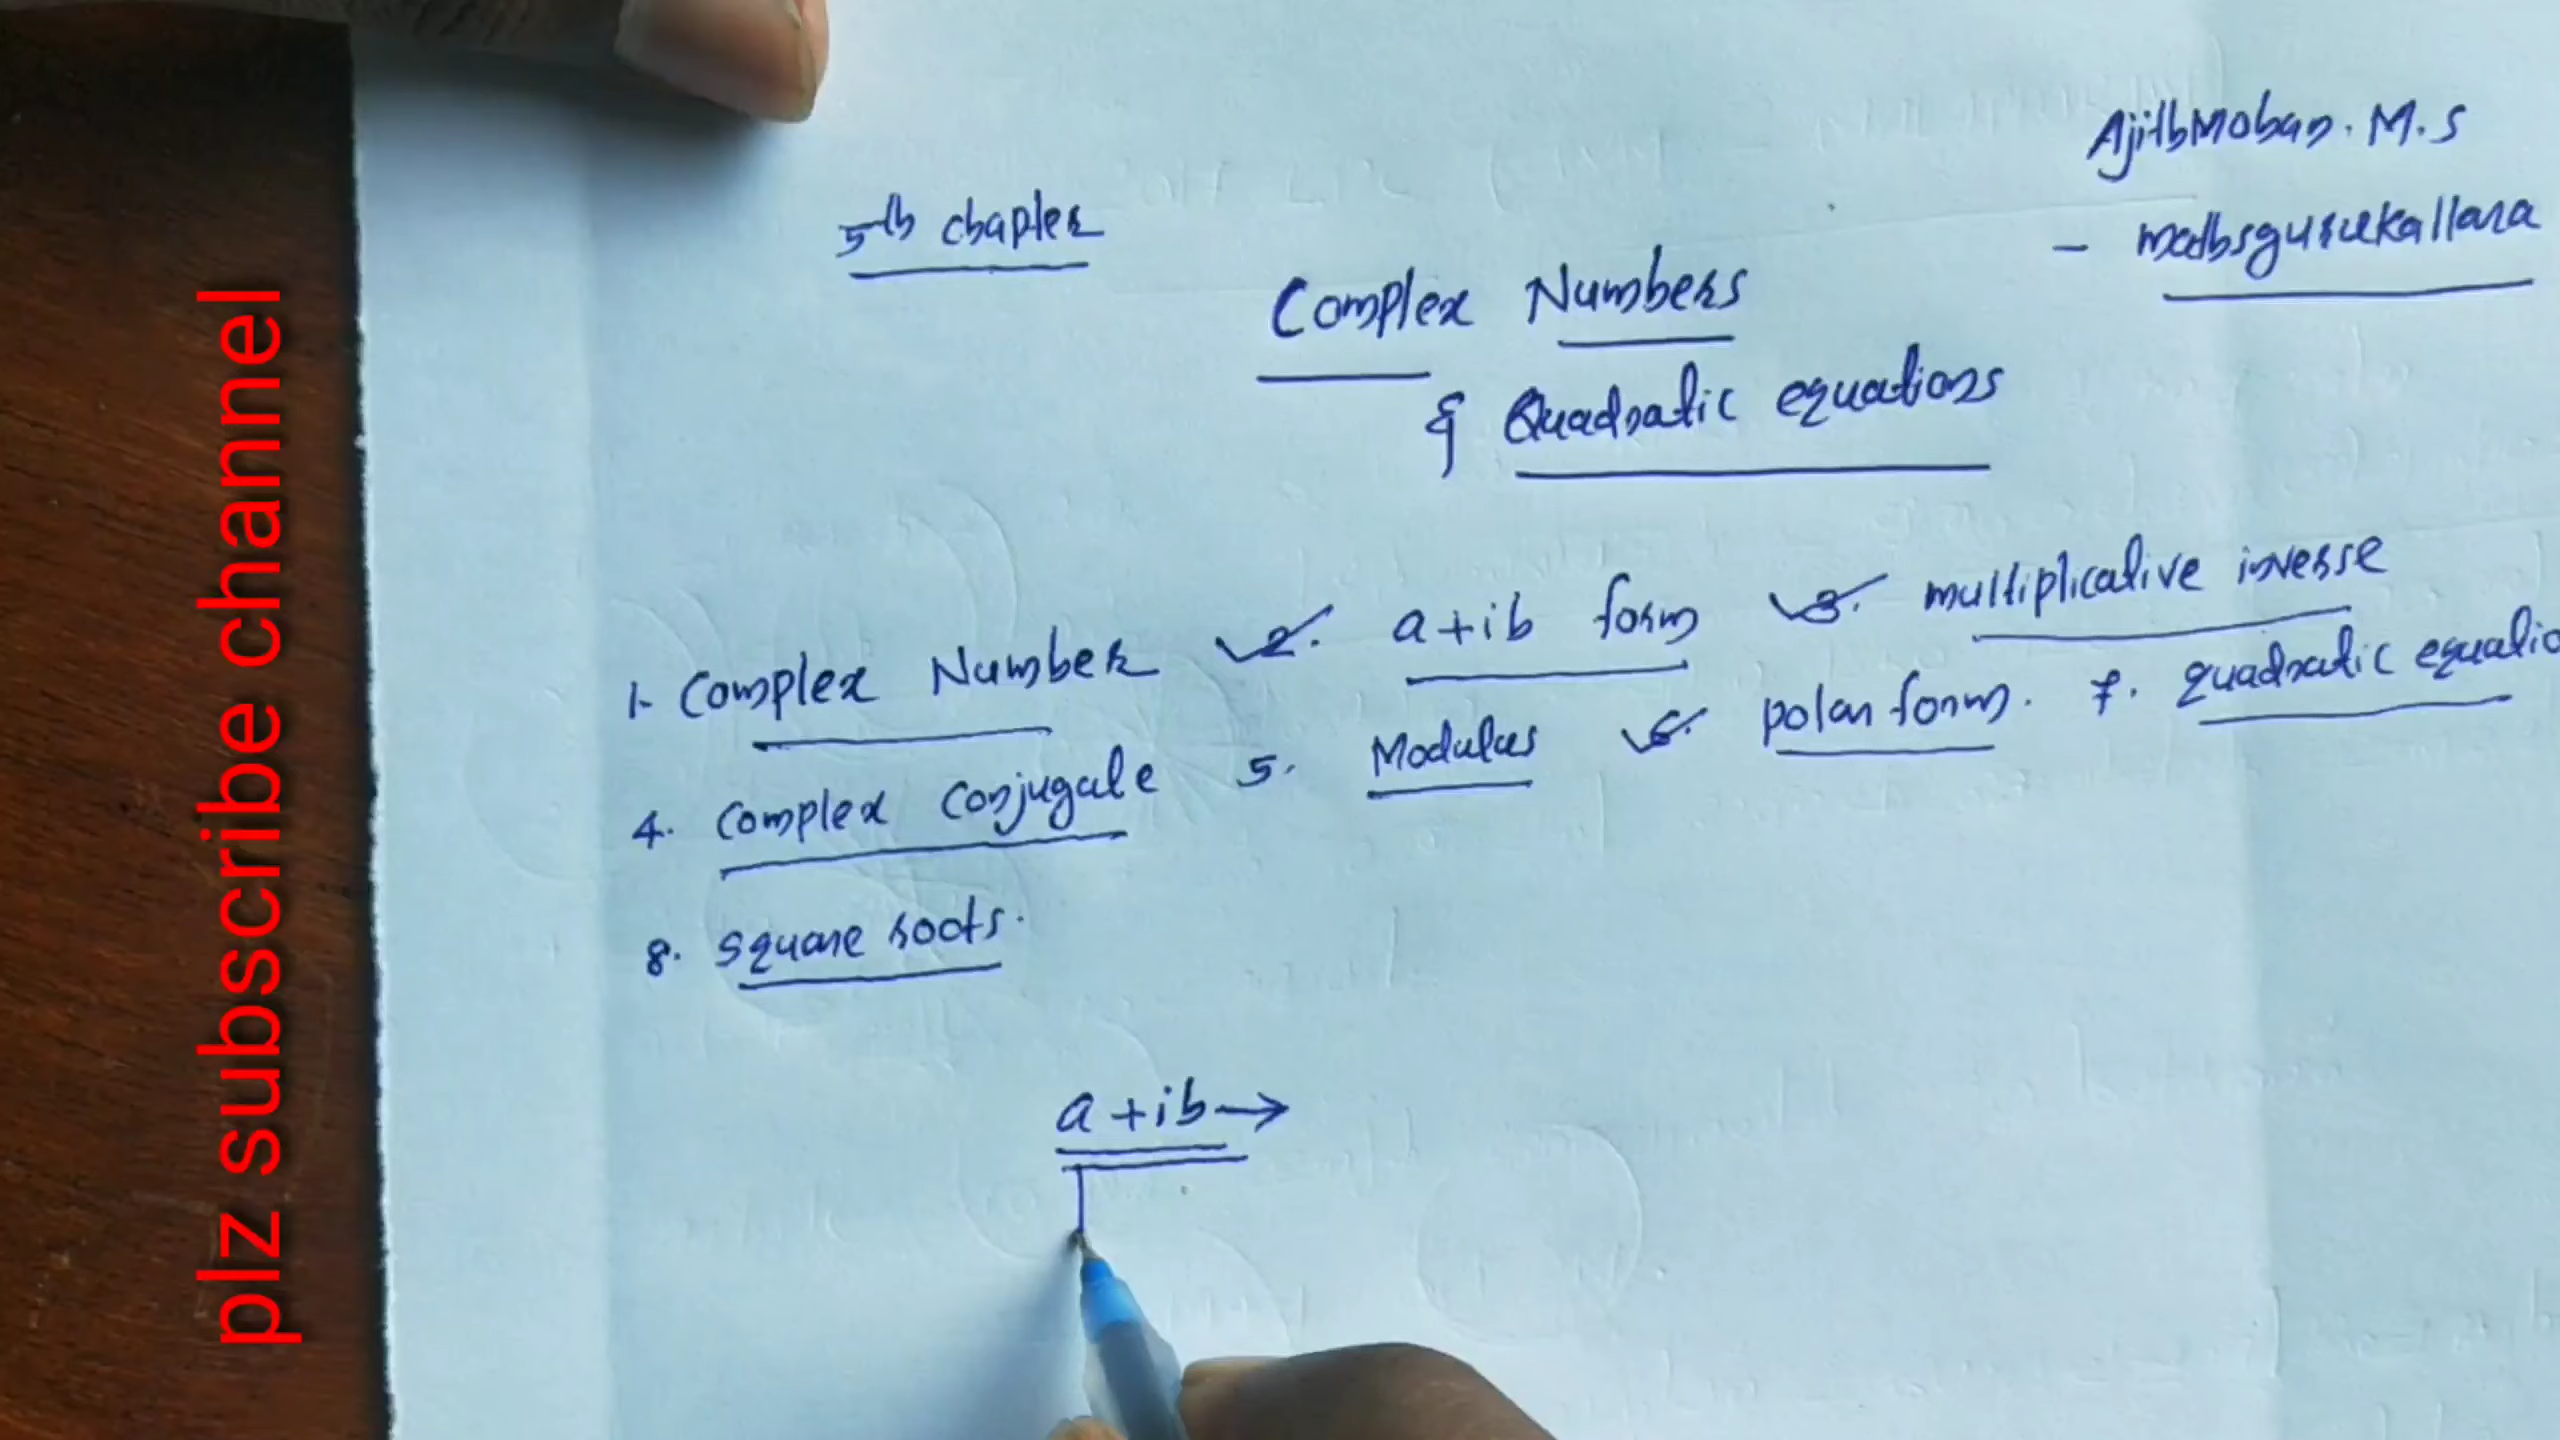 plz subscribe channel
AjithMohan. M.S
5th chapter
- mathsgurukallara
Complex Numbers
& Quadratic equations
1. Complex Number 2. a+ib form 3. multiplicative inverse
4. Complex Conjugate 5. Modulus 6. polar form. 7. quadratic equatio
8. Square roots.
a+ib→